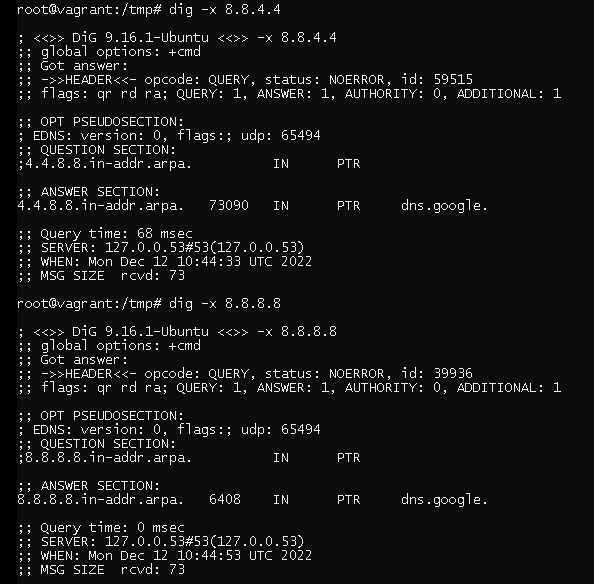 root@vagrant:/tmp# dig -x 8.8.4.4
; <<>> DiG 9.16.1-Ubuntu <<>> -x 8.8.4.4
;; global options: +cmd
;; Got answer:
;; ->>HEADER<<- opcode: QUERY, status: NOERROR, id: 59515
;; flags: qr rd ra; QUERY: 1, ANSWER: 1, AUTHORITY: 0, ADDITIONAL: 1
;; OPT PSEUDOSECTION:
; EDNS: version: 0, flags:; udp: 65494
;; QUESTION SECTION:
;4.4.8.8.in-addr.arpa. IN PTR
;; ANSWER SECTION:
4.4.8.8.in-addr.arpa. 73090 IN PTR dns.google.
;; Query time: 68 msec
;; SERVER: 127.0.0.53#53(127.0.0.53)
;; WHEN: Mon Dec 12 10:44:33 UTC 2022
;; MSG SIZE rcvd: 73
root@vagrant:/tmp# dig -x 8.8.8.8
; <<>> DiG 9.16.1-Ubuntu <<>> -x 8.8.8.8
;; global options: +cmd
;; Got answer:
;; ->>HEADER<<- opcode: QUERY, status: NOERROR, id: 39936
;; flags: qr rd ra; QUERY: 1, ANSWER: 1, AUTHORITY: 0, ADDITIONAL: 1
;; OPT PSEUDOSECTION:
; EDNS: version: 0, flags:; udp: 65494
;; QUESTION SECTION:
;8.8.8.8.in-addr.arpa. IN PTR
;; ANSWER SECTION:
8.8.8.8.in-addr.arpa. 6408 IN PTR dns.google.
;; Query time: 0 msec
;; SERVER: 127.0.0.53#53(127.0.0.53)
;; WHEN: Mon Dec 12 10:44:53 UTC 2022
;; MSG SIZE rcvd: 73